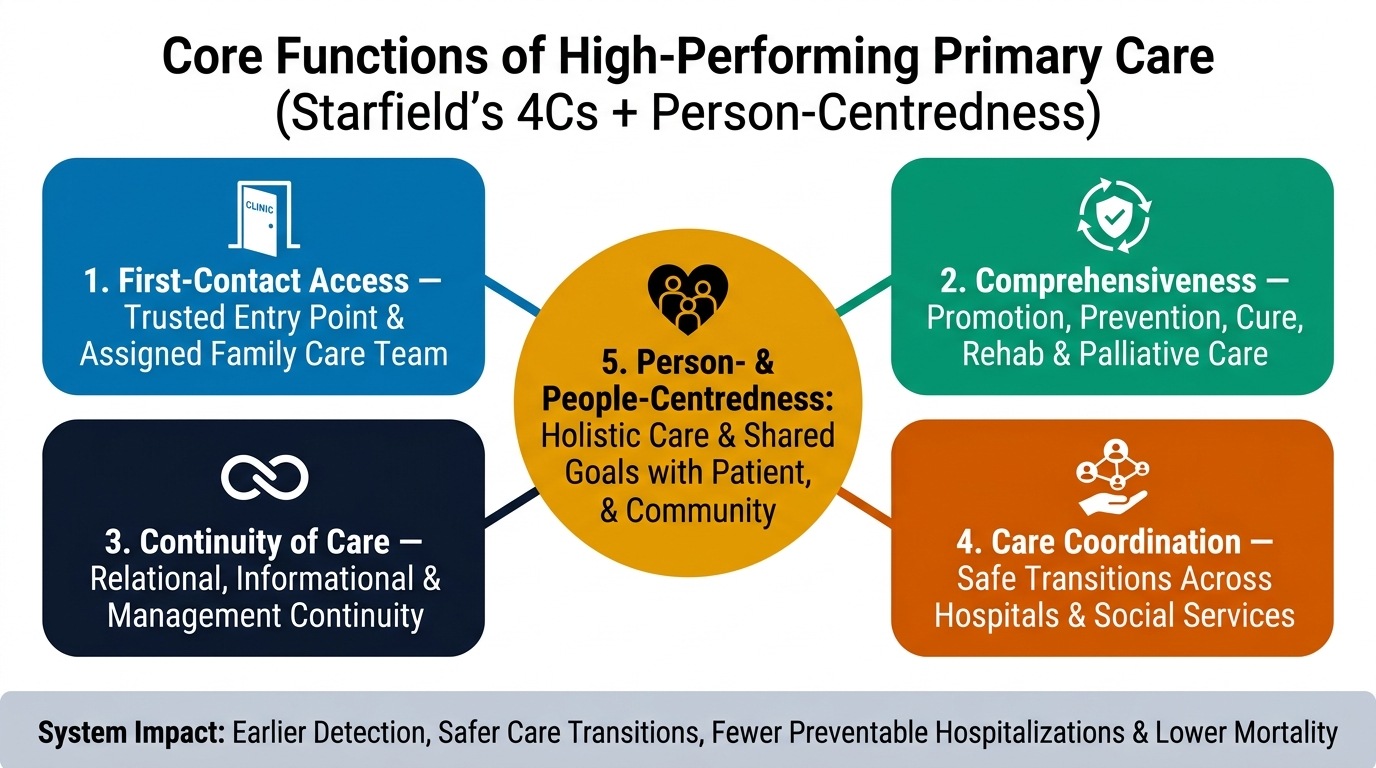 Core Functions of High-Performing Primary Care
(Starfield's 4Cs + Person-Centredness)
CLINIC
1. First-Contact Access —
Trusted Entry Point &
Assigned Family Care Team
2. Comprehensiveness —
Promotion, Prevention, Cure,
Rehab & Palliative Care
3. Continuity of Care —
Relational, Informational &
Management Continuity
4. Care Coordination —
Safe Transitions Across
Hospitals & Social Services
5. Person- &
People-Centredness:
Holistic Care & Shared
Goals with Patient,
& Community
System Impact: Earlier Detection, Safer Care Transitions, Fewer Preventable Hospitalizations & Lower Mortality